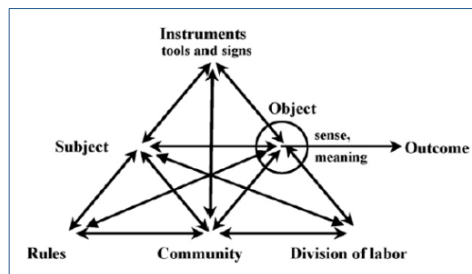 Instruments
tools and signs
Object
Subject
sense,
meaning
Outcome
Rules
Community
Division of labor